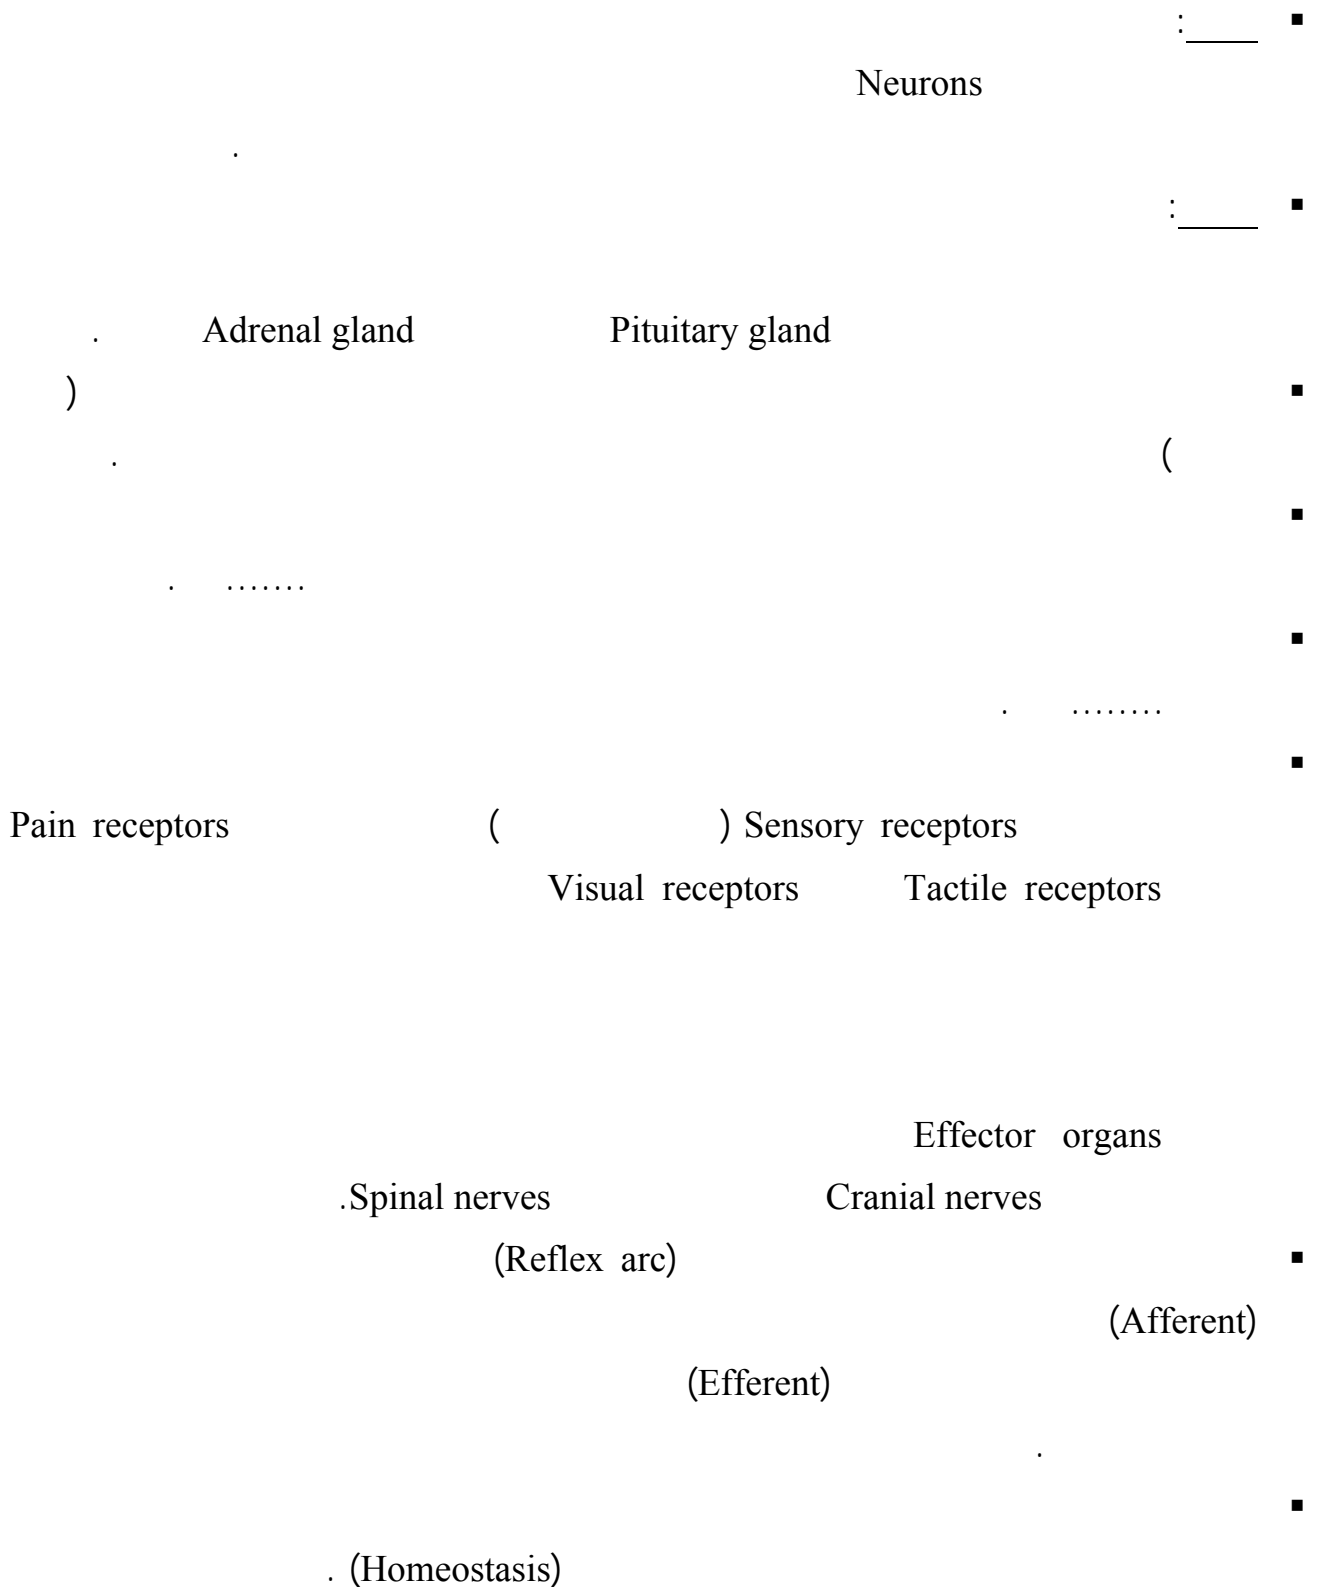 ▪ :
Neurons
.
▪ :
Pituitary gland Adrenal gland .
▪ (
) .
▪
....... .
▪
........ .
▪
Sensory receptors ( ) Pain receptors
Tactile receptors Visual receptors
Effector organs
Cranial nerves Spinal nerves.
▪ (Reflex arc)
(Afferent)
(Efferent)
.
▪
(Homeostasis) .